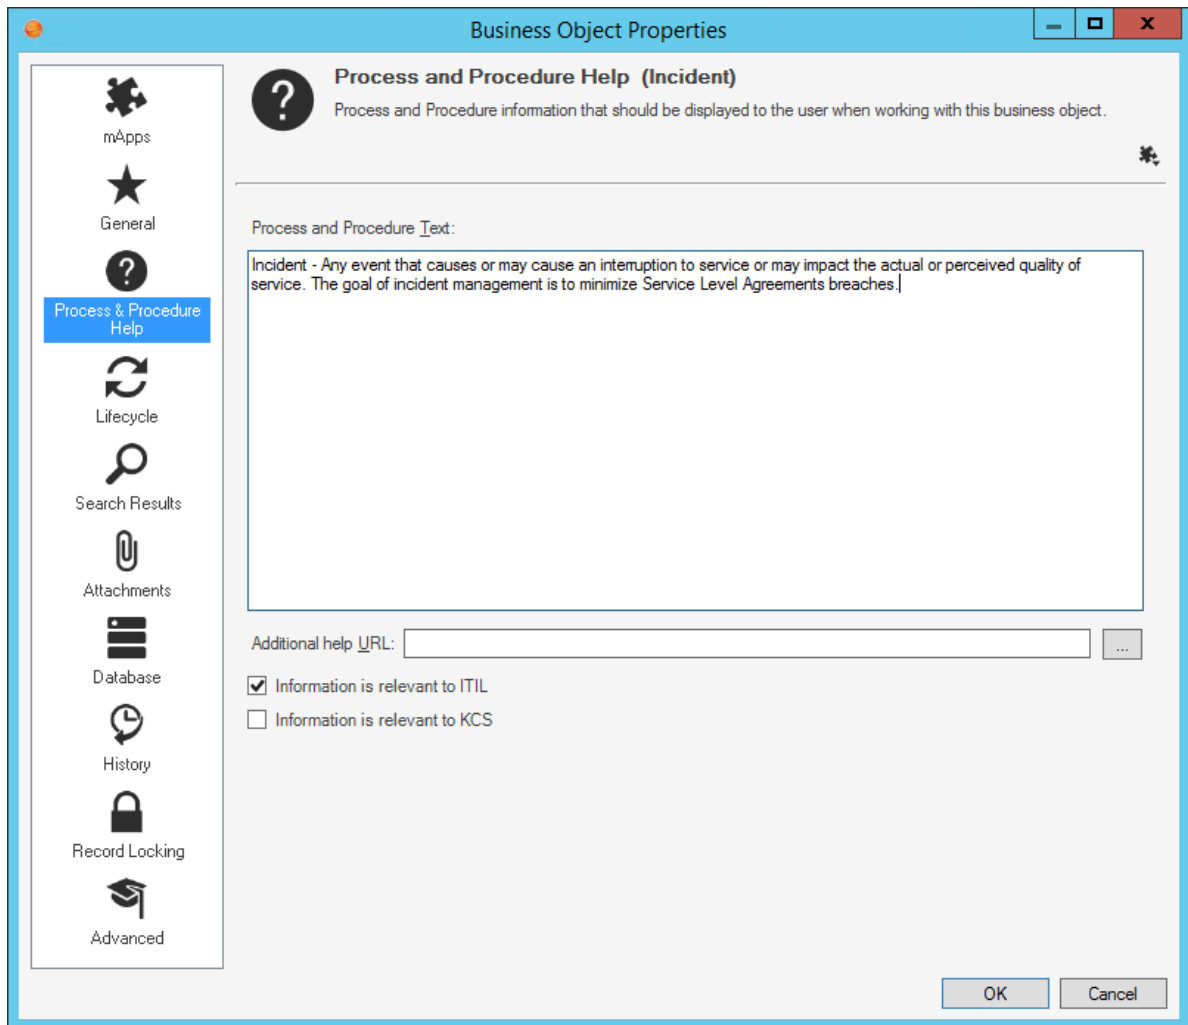 Business Object Properties
mApps
General
Process & Procedure
Help
Lifecycle
Search Results
Attachments
Database
History
Record Locking
Advanced
Process and Procedure Help (Incident)
Process and Procedure information that should be displayed to the user when working with this business object.
Process and Procedure Text:
Incident - Any event that causes or may cause an interruption to service or may impact the actual or perceived quality of
service. The goal of incident management is to minimize Service Level Agreements breaches.
Additional help URL:
...
Information is relevant to ITIL
Information is relevant to KCS
OK
Cancel